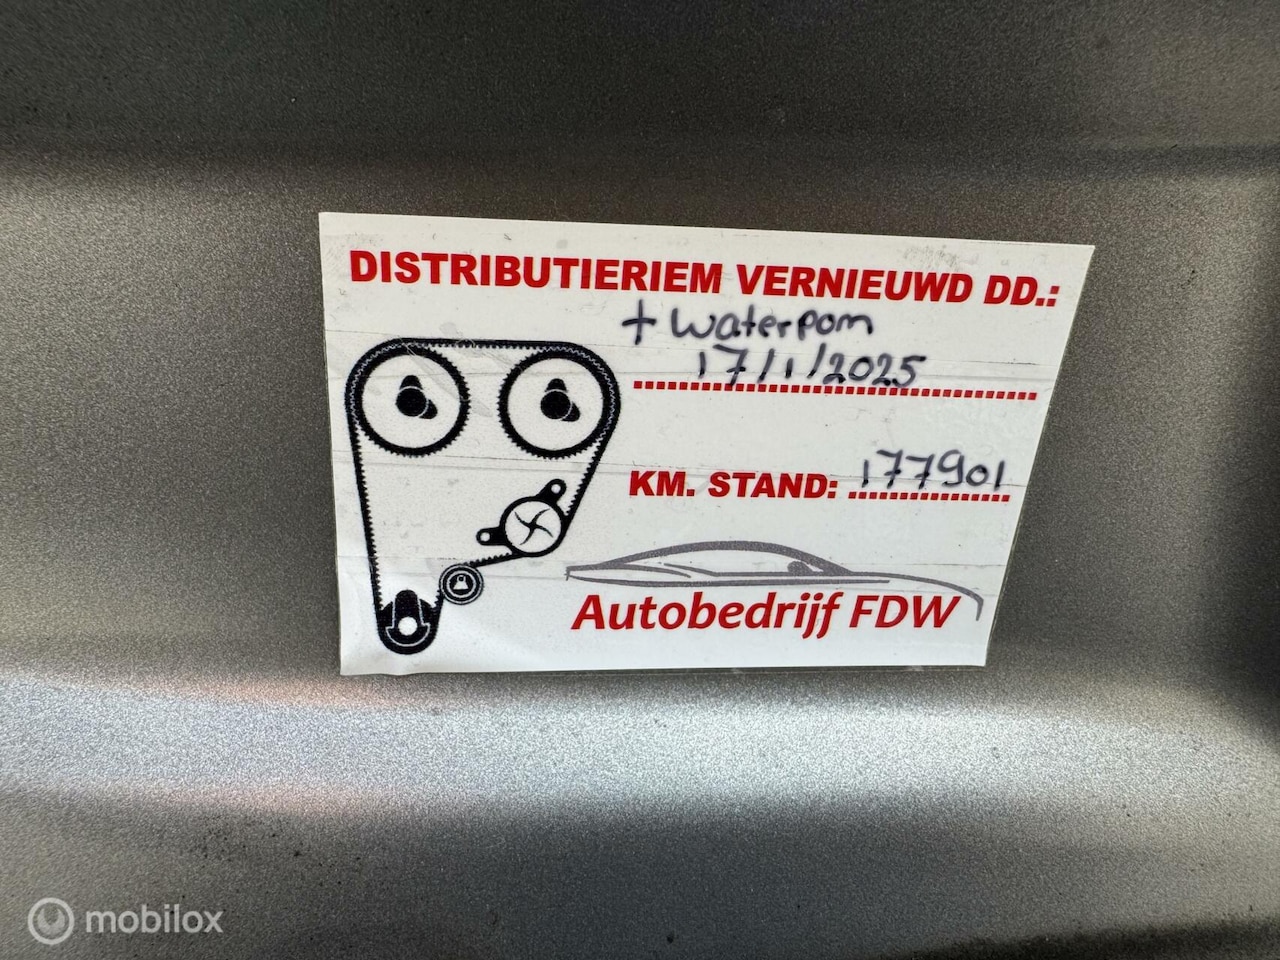 DISTRIBUTIERIEM VERNIEUWD DD.:
+ waterpom
17/1/2025
KM. STAND: 177901
Autobedrijf FDW
mobilox